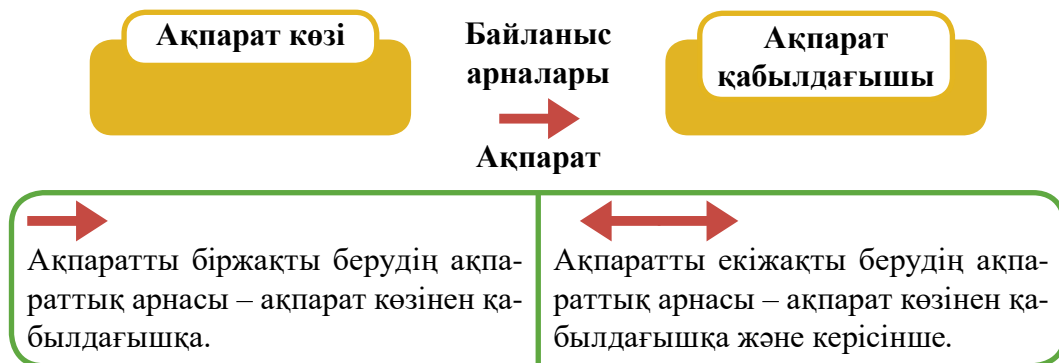 Ақпарат көзі
Байланыс
арналары
Ақпарат
Ақпарат
қабылдағышы
Ақпаратты біржақты берудің ақпа-
раттық арнасы – ақпарат көзінен қа-
былдағышқа.
Ақпаратты екіжақты берудің ақпа-
раттық арнасы – ақпарат көзінен қа-
былдағышқа және керісінше.